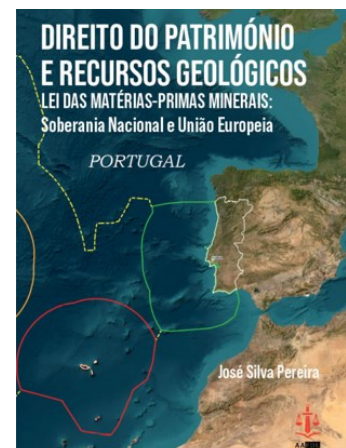 DIREITO DO PATRIMÓNIO
E RECURSOS GEOLÓGICOS
LEI DAS MATÉRIAS-PRIMAS MINERAIS:
Soberania Nacional e União Europeia
PORTUGAL
José Silva Pereira